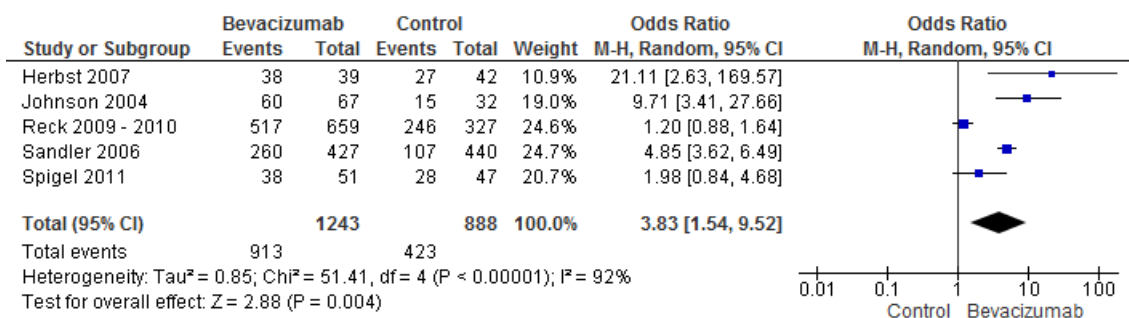 Bevacizumab Control Odds Ratio Odds Ratio
Study or Subgroup Events Total Events Total Weight M-H, Random, 95% CI M-H, Random, 95% CI
Herbst 2007 38 39 27 42 10.9% 21.11 [2.63, 169.57]
Johnson 2004 60 67 15 32 19.0% 9.71 [3.41, 27.66]
Reck 2009 - 2010 517 659 246 327 24.6% 1.20 [0.88, 1.64]
Sandler 2006 260 427 107 440 24.7% 4.85 [3.62, 6.49]
Spigel 2011 38 51 28 47 20.7% 1.98 [0.84, 4.68]
Total (95% CI) 1243 888 100.0% 3.83 [1.54, 9.52]
Total events 913 423
Heterogeneity: Tau² = 0.85; Chi² = 51.41, df = 4 (P < 0.00001); I² = 92%
Test for overall effect: Z = 2.88 (P = 0.004)
0.01 0.1 1 10 100
Control Bevacizumab